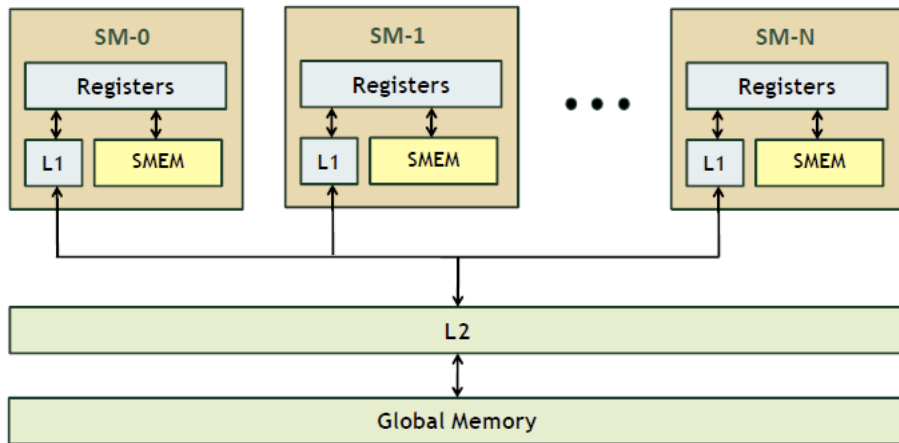 SM-0
Registers
L1
SMEM
SM-1
Registers
L1
SMEM
SM-N
Registers
L1
SMEM
L2
Global Memory